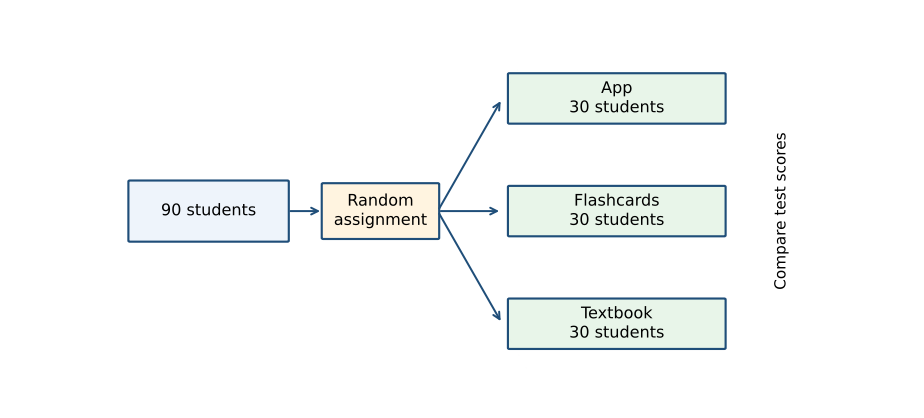 90 students
Random
assignment
App
30 students
Flashcards
30 students
Textbook
30 students
Compare test scores